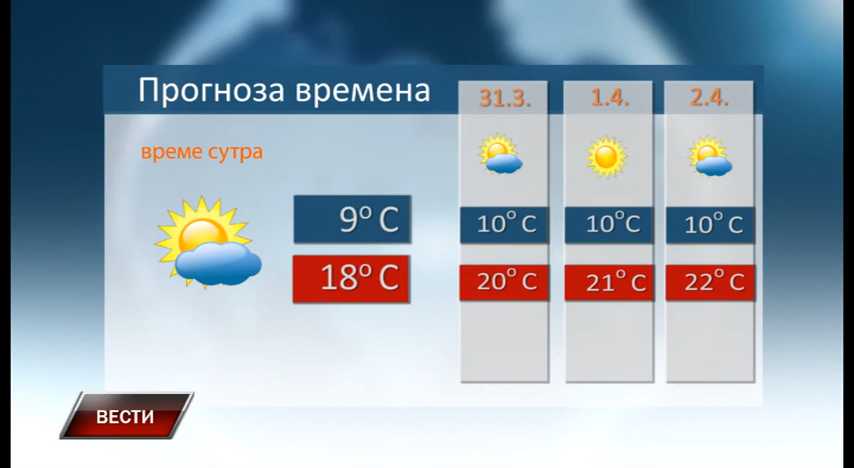 Прогноза времена
време сутра
9° C
18° C
31.3.
10° C
20° C
1.4.
10°C
21° C
2.4.
10° C
22° C
ВЕСТИ